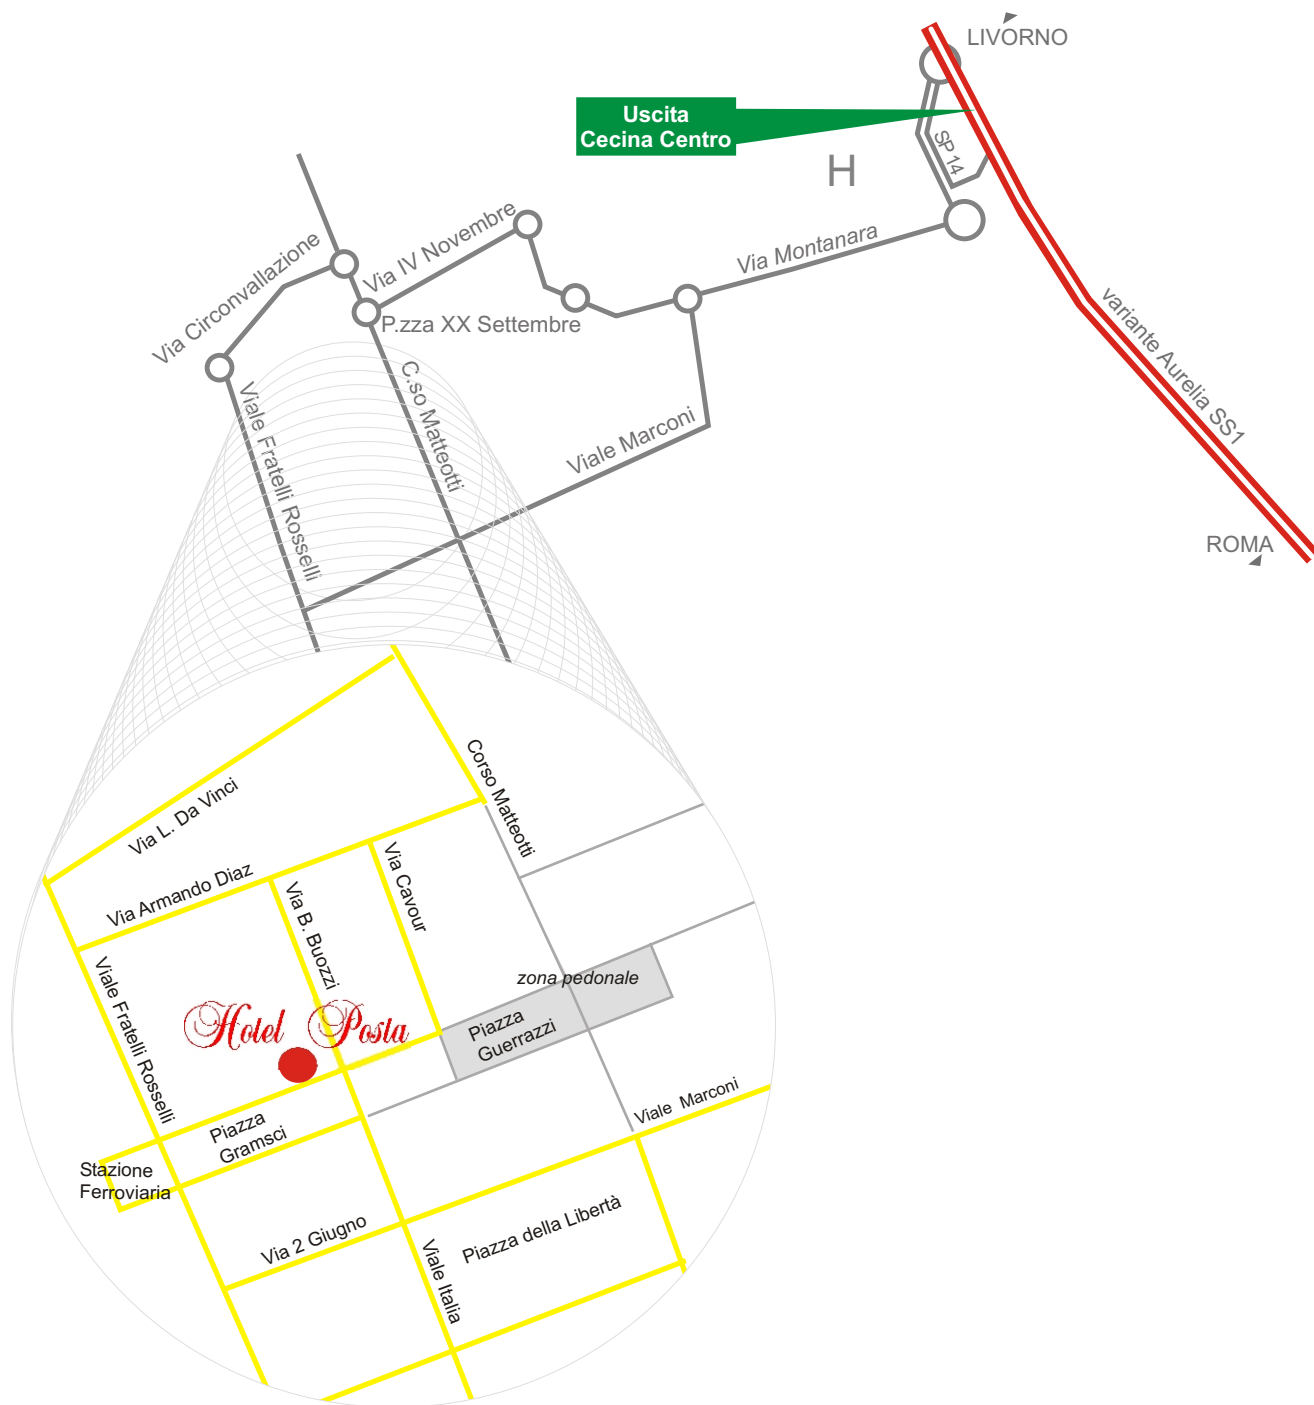 LIVORNO
Uscita
Cecina Centro
SP 14
H
Via IV Novembre
Via Circonvallazione
Via Montanara
variante Aurelia SS1
P.zza XX Settembre
C.so Matteotti
Viale Fratelli Rosselli
Viale Marconi
ROMA
Corso Matteotti
Via L. Da Vinci
Via Armando Diaz
Via Cavour
Via B. Buozzi
Viale Fratelli Rosselli
zona pedonale
Hotel Posta
Piazza
Guerrazzi
Viale Marconi
Piazza
Gramsci
Stazione
Ferroviaria
Via 2 Giugno
Piazza della Libertà
Viale Italia